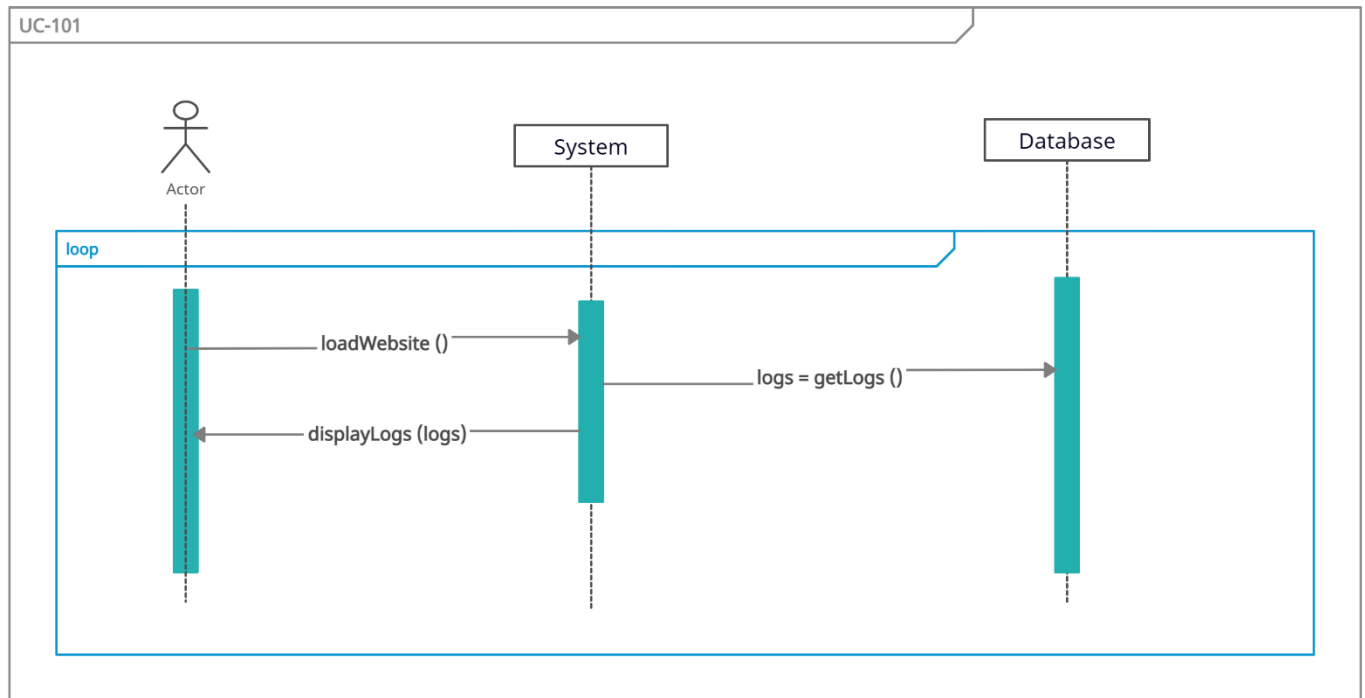 UC-101
System
Database
Actor
loop
loadWebsite ()
logs = getLogs ()
displayLogs (logs)